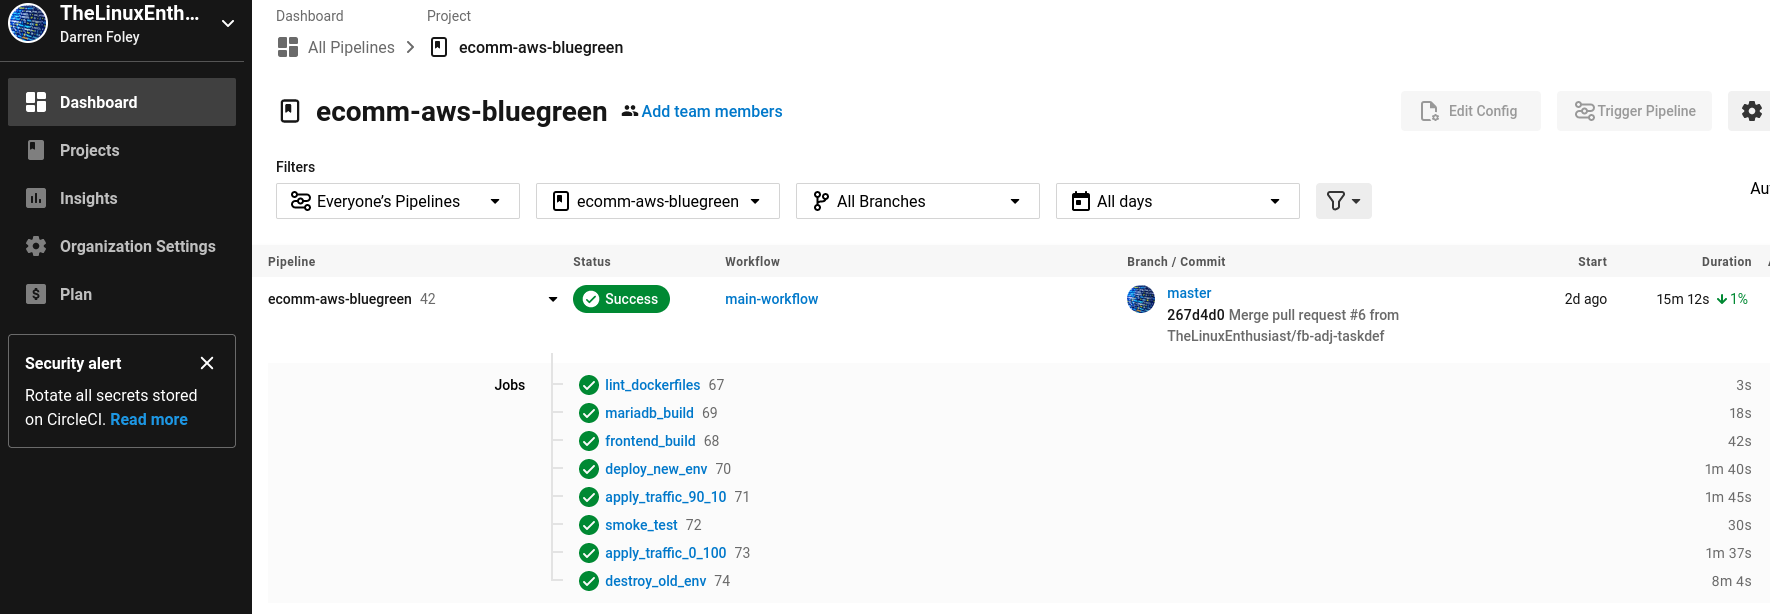 TheLinuxEnth...
Darren Foley
Dashboard
Projects
Insights
Organization Settings
Plan
Security alert
Rotate all secrets stored
on CircleCI. Read more
Dashboard Project
All Pipelines ecomm-aws-bluegreen
ecomm-aws-bluegreen Add team members Edit Config Trigger Pipeline
Filters
Everyone’s Pipelines ecomm-aws-bluegreen All Branches All days Au
Pipeline Status Workflow Branch / Commit Start Duration
ecomm-aws-bluegreen 42 Success main-workflow master 2d ago 15m 12s 1%
267d4d0 Merge pull request #6 from
TheLinuxEnthusiast/fb-adj-taskdef
Jobs lint_dockerfiles 67 3s
mariadb_build 69 18s
frontend_build 68 42s
deploy_new_env 70 1m 40s
apply_traffic_90_10 71 1m 45s
smoke_test 72 30s
apply_traffic_0_100 73 1m 37s
destroy_old_env 74 8m 4s